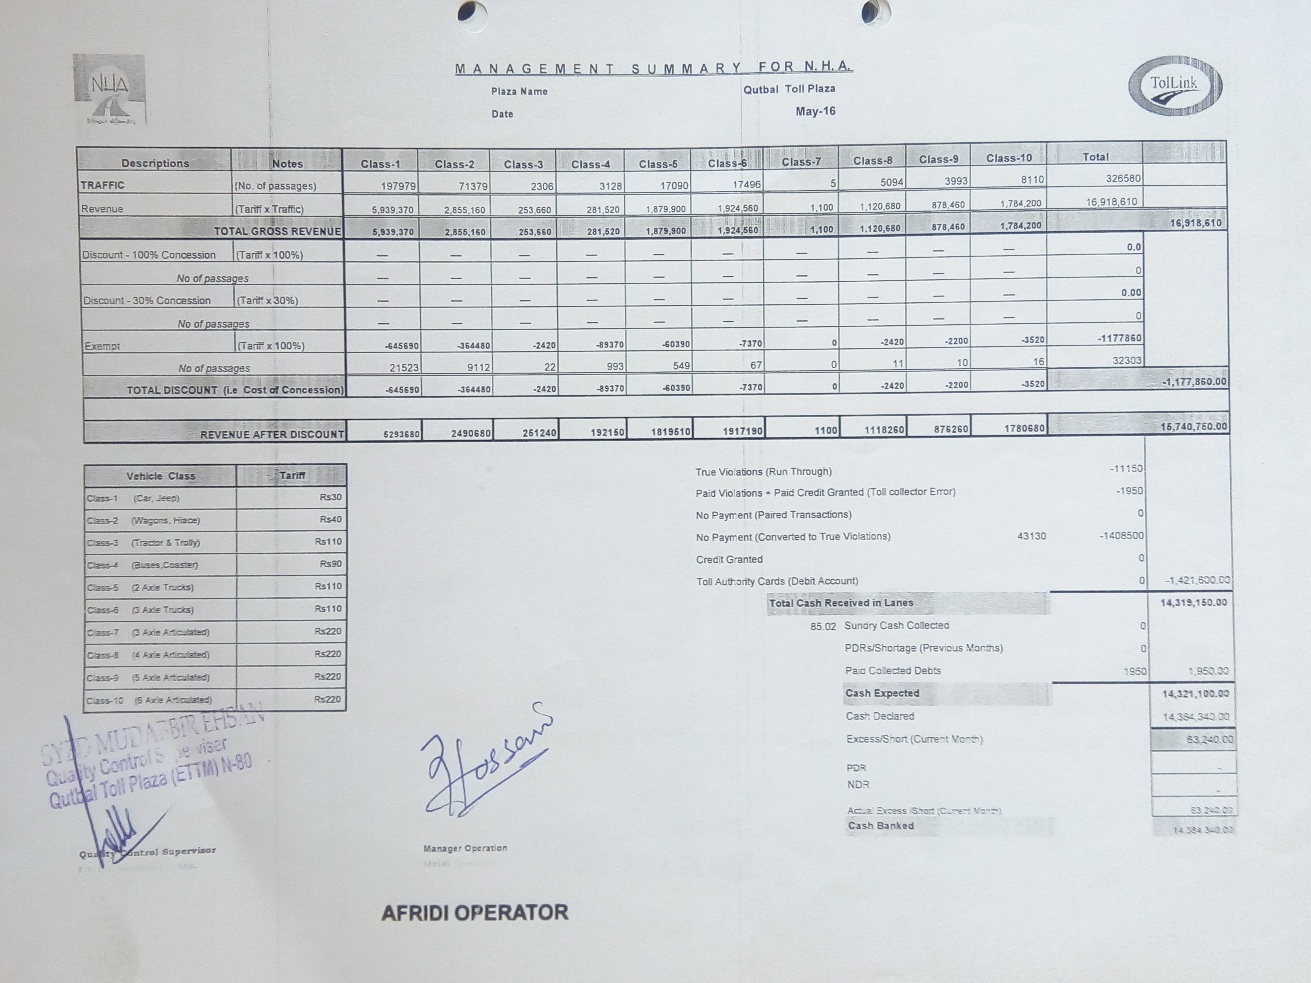 NHA
MANAGEMENT SUMMARY FOR N.H.A.
TolLink
Plaza Name Qutbal Toll Plaza
Date May-16
Descriptions Notes Class-1 Class-2 Class-3 Class-4 Class-5 Class-6 Class-7 Class-8 Class-9 Class-10 Total
TRAFFIC (No. of passages) 197979 71379 2306 3128 17090 17496 5 5094 3993 8110 326580
Revenue (Tariff x Traffic) 5,939,370 2,855,160 253,660 281,520 1,879,900 1,924,560 1,100 1,120,680 878,460 1,784,200 16,918,610
TOTAL GROSS REVENUE 5,939,370 2,855,160 253,660 281,520 1,879,900 1,924,560 1,100 1,120,680 878,460 1,784,200 16,918,610
Discount - 100% Concession (Tariff x 100%) — — — — — — — — — — 0.0
No of passages — — — — — — — — — — 0
Discount - 30% Concession (Tariff x 30%) — — — — — — — — — — 0.00
No of passages — — — — — — — — — — 0
Exempt (Tariff x 100%) -645690 -364480 -2420 -89370 -60390 -7370 0 -2420 -2200 -3520 -1177860
No of passages 21523 9112 22 993 549 67 0 11 10 16 32303
TOTAL DISCOUNT (i.e Cost of Concession) -645690 -364480 -2420 -89370 -60390 -7370 0 -2420 -2200 -3520 -1,177,860.00
REVENUE AFTER DISCOUNT 5293680 2490680 251240 192150 1819510 1917190 1100 1118260 876260 1780680 15,740,750.00
Vehicle Class Tariff
Class-1 (Car, Jeep) Rs30
Class-2 (Wagons, Hiace) Rs40
Class-3 (Tractor & Trolly) Rs110
Class-4 (Buses,Coaster) Rs90
Class-5 (2 Axle Trucks) Rs110
Class-6 (3 Axle Trucks) Rs110
Class-7 (3 Axle Articulated) Rs220
Class-8 (4 Axle Articulated) Rs220
Class-9 (5 Axle Articulated) Rs220
Class-10 (6 Axle Articulated) Rs220
True Violations (Run Through) -11150
Paid Violations + Paid Credit Granted (Toll collector Error) -1950
No Payment (Paired Transactions) 0
No Payment (Converted to True Violations) 43130 -1408500
Credit Granted 0
Toll Authority Cards (Debit Account) 0 -1,421,600.00
Total Cash Received in Lanes 14,319,150.00
85.02 Sundry Cash Collected 0
PDRs/Shortage (Previous Months) 0
Paid Collected Debts 1950 1,950.00
Cash Expected 14,321,100.00
Cash Declared 14,384,340.00
Excess/Short (Current Month) 63,240.00
PDR -
NDR -
Actual Excess /Short (Current Month) 63,240.00
Cash Banked 14,384,340.00
SYED MUDABBIR EHSAN
Quality Control Superviser
Qutbal Toll Plaza (ETTM) N-80
Quality Control Supervisor
Hossain
Manager Operation
AFRIDI OPERATOR